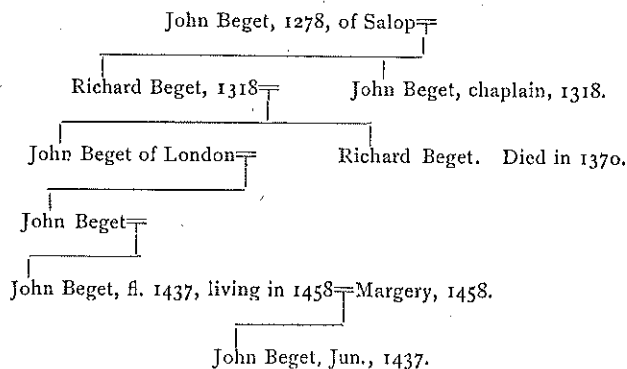 John Beget, 1278, of Salop
Richard Beget, 1318 John Beget, chaplain, 1318.
John Beget of London Richard Beget. Died in 1370.
John Beget
John Beget, fl. 1437, living in 1458 Margery, 1458.
John Beget, Jun., 1437.